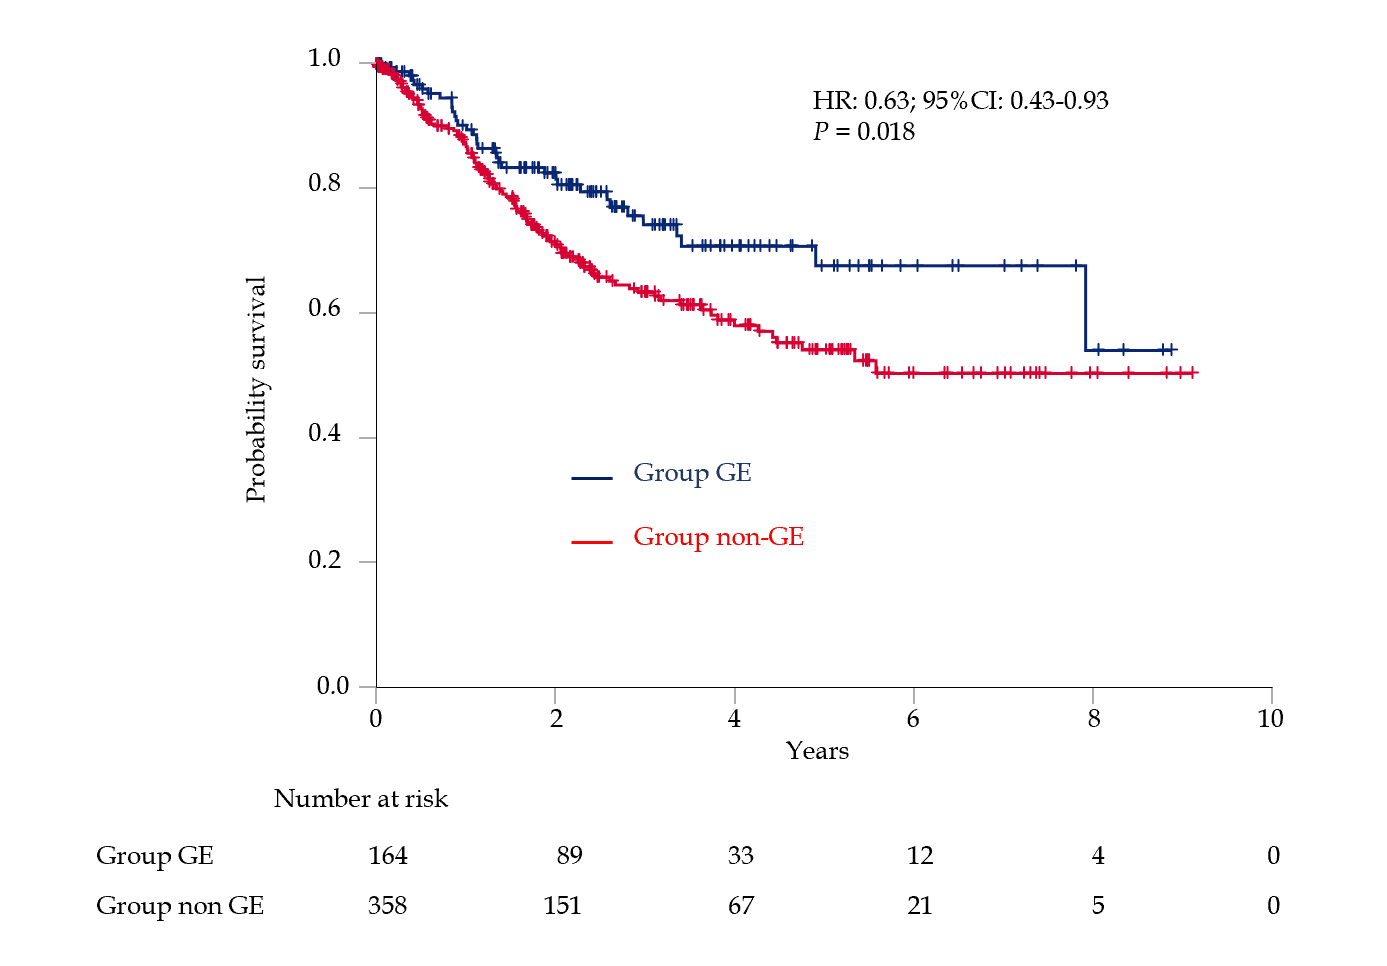 1.0
HR: 0.63; 95%CI: 0.43-0.93
P = 0.018
0.8
0.6
Probability survival
0.4
Group GE
Group non-GE
0.2
0.0
0 2 4 6 8 10
Years
Number at risk
Group GE 164 89 33 12 4 0
Group non GE 358 151 67 21 5 0